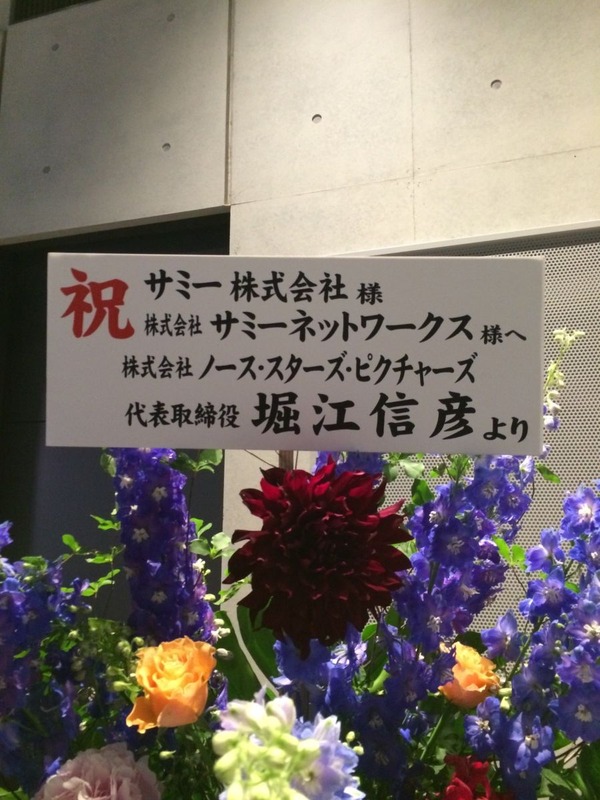 祝 サミー株式会社 様
株式会社 サミーネットワークス 様へ
株式会社 ノース・スターズ・ピクチャーズ
代表取締役 堀江信彦より